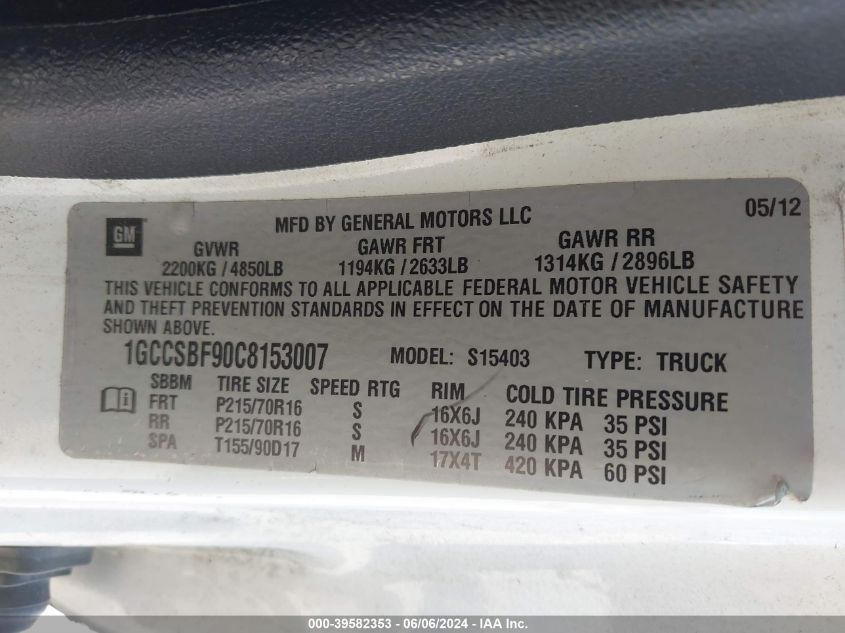 05/12
GM MFD BY GENERAL MOTORS LLC
GVWR GAWR FRT GAWR RR
2200KG / 4850LB 1194KG / 2633LB 1314KG / 2896LB
THIS VEHICLE CONFORMS TO ALL APPLICABLE FEDERAL MOTOR VEHICLE SAFETY
AND THEFT PREVENTION STANDARDS IN EFFECT ON THE DATE OF MANUFACTURE
SHOWN ABOVE.
1GCCSBF90C8153007 MODEL: S15403 TYPE: TRUCK
SBBM TIRE SIZE SPEED RTG RIM COLD TIRE PRESSURE
FRT P215/70R16 S 16X6J 240 KPA 35 PSI
RR P215/70R16 S 16X6J 240 KPA 35 PSI
SPA T155/90D17 M 17X4T 420 KPA 60 PSI
000-39582353 - 06/06/2024 - IAA Inc.